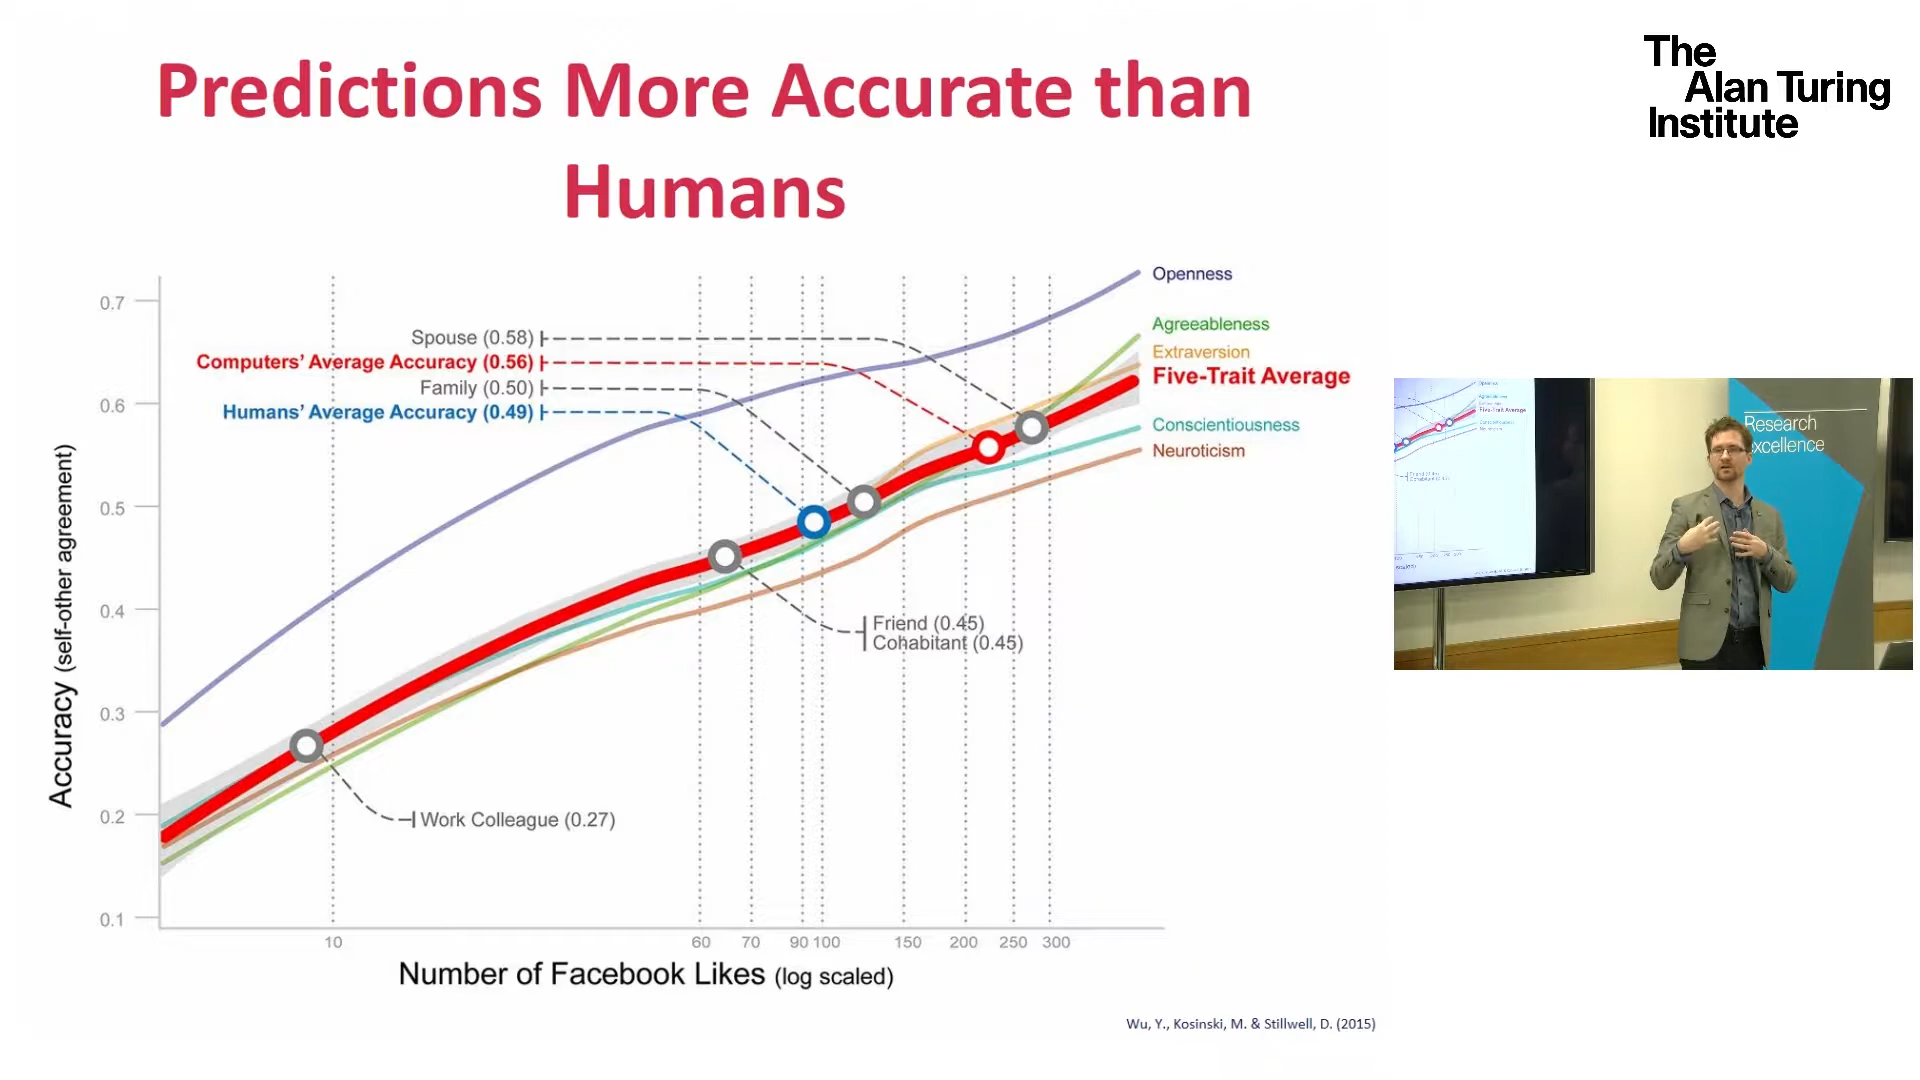 Predictions More Accurate than
Humans
The
Alan Turing
Institute
Openness
Agreeableness
Extraversion
Five-Trait Average
Conscientiousness
Neuroticism
Spouse (0.58)
Computers' Average Accuracy (0.56)
Family (0.50)
Humans' Average Accuracy (0.49)
Friend (0.45)
Cohabitant (0.45)
Work Colleague (0.27)
Accuracy (self-other agreement)
0.7
0.6
0.5
0.4
0.3
0.2
0.1
10 60 70 90 100 150 200 250 300
Number of Facebook Likes (log scaled)
Wu, Y., Kosinski, M. & Stillwell, D. (2015)
Research
excellence
Five-Trait Average